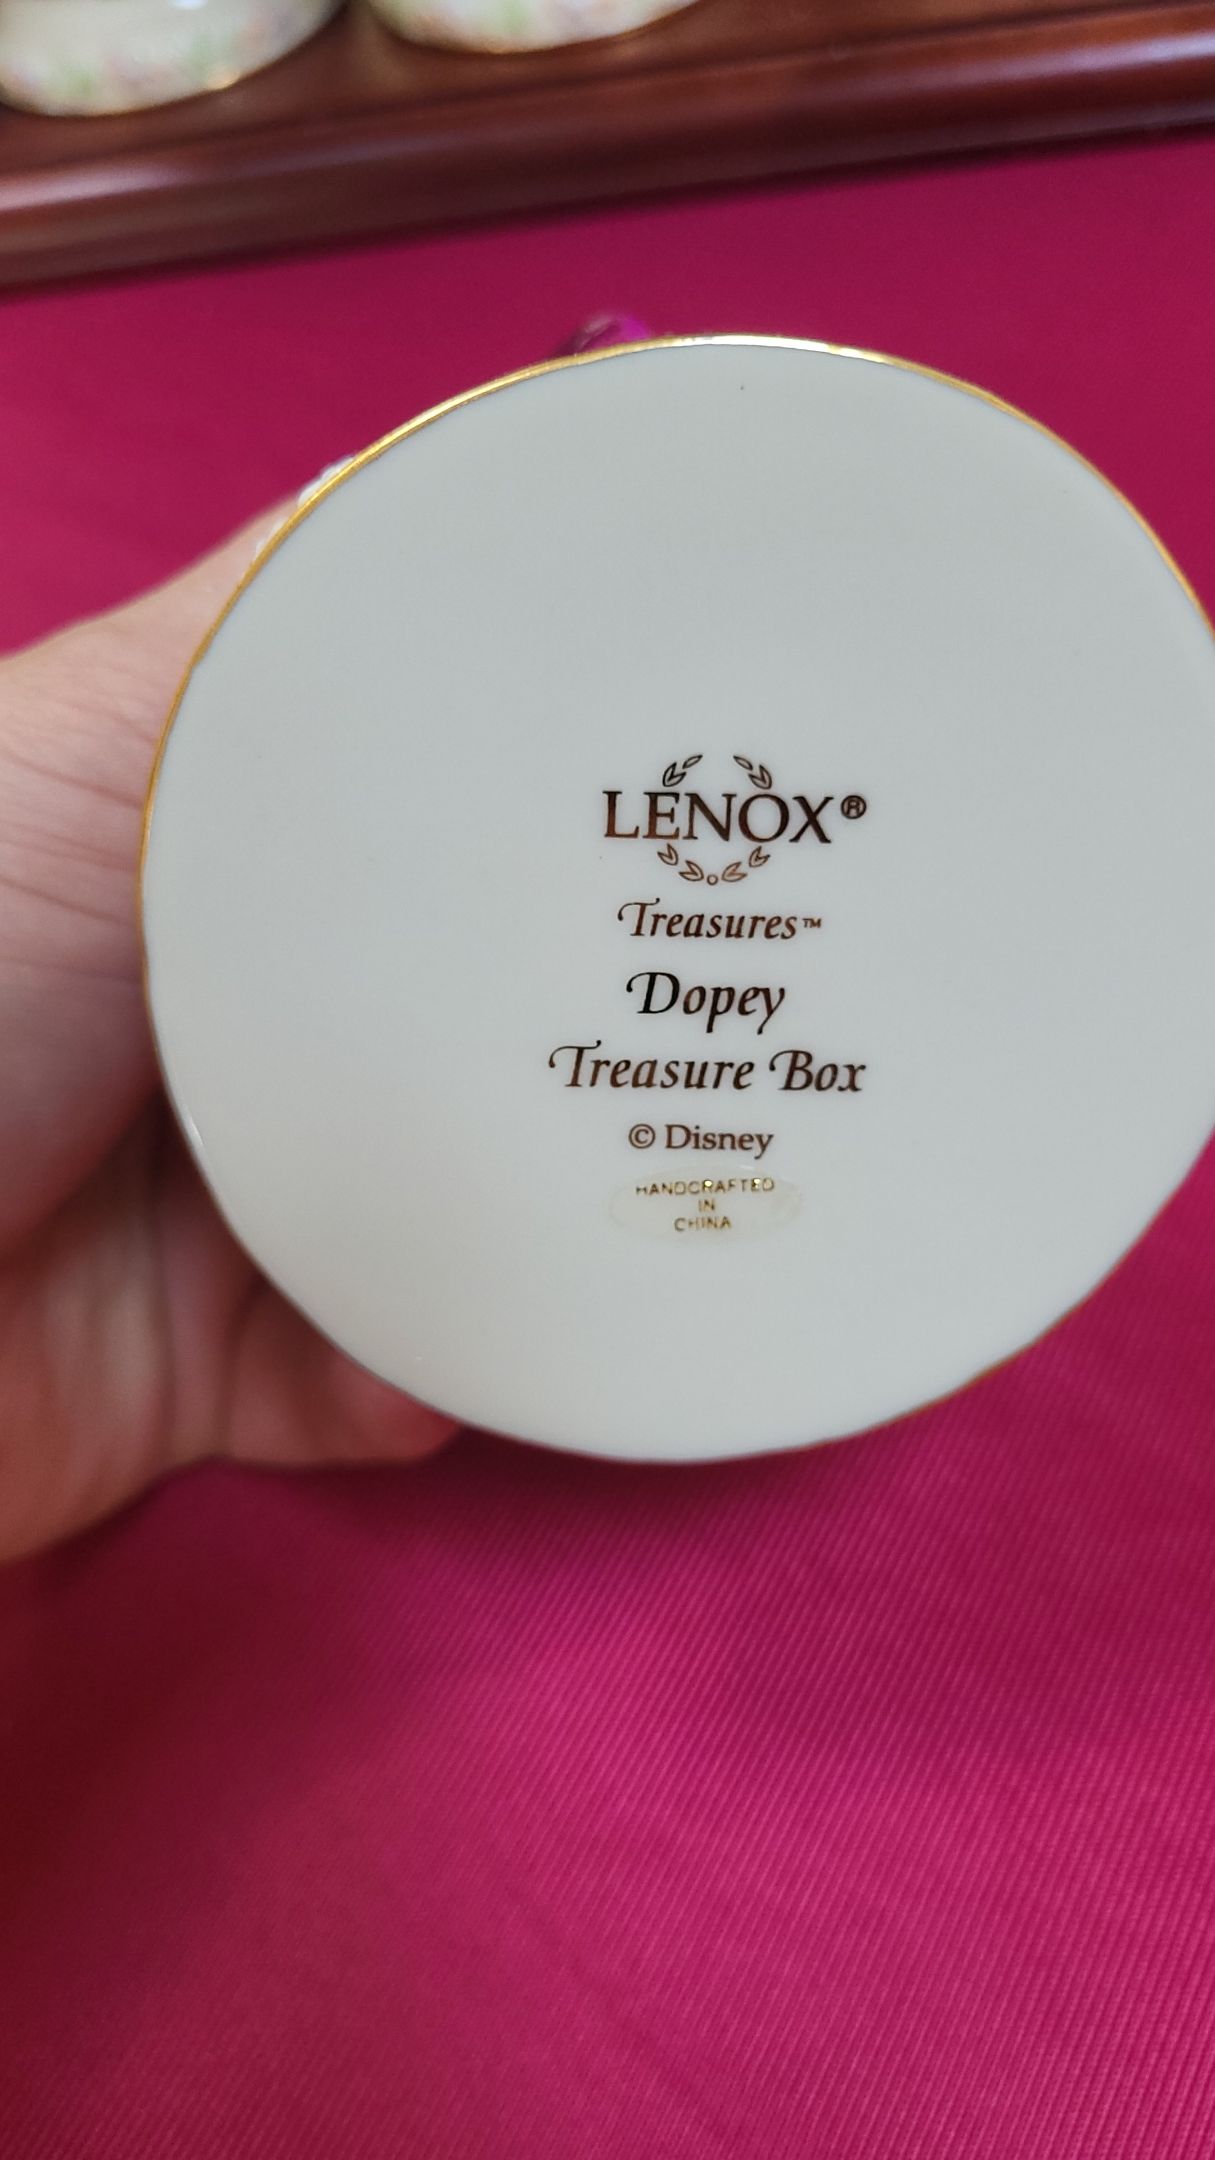 LENOX®
Treasures™
Dopey
Treasure Box
© Disney
HANDCRAFTED
IN
CHINA